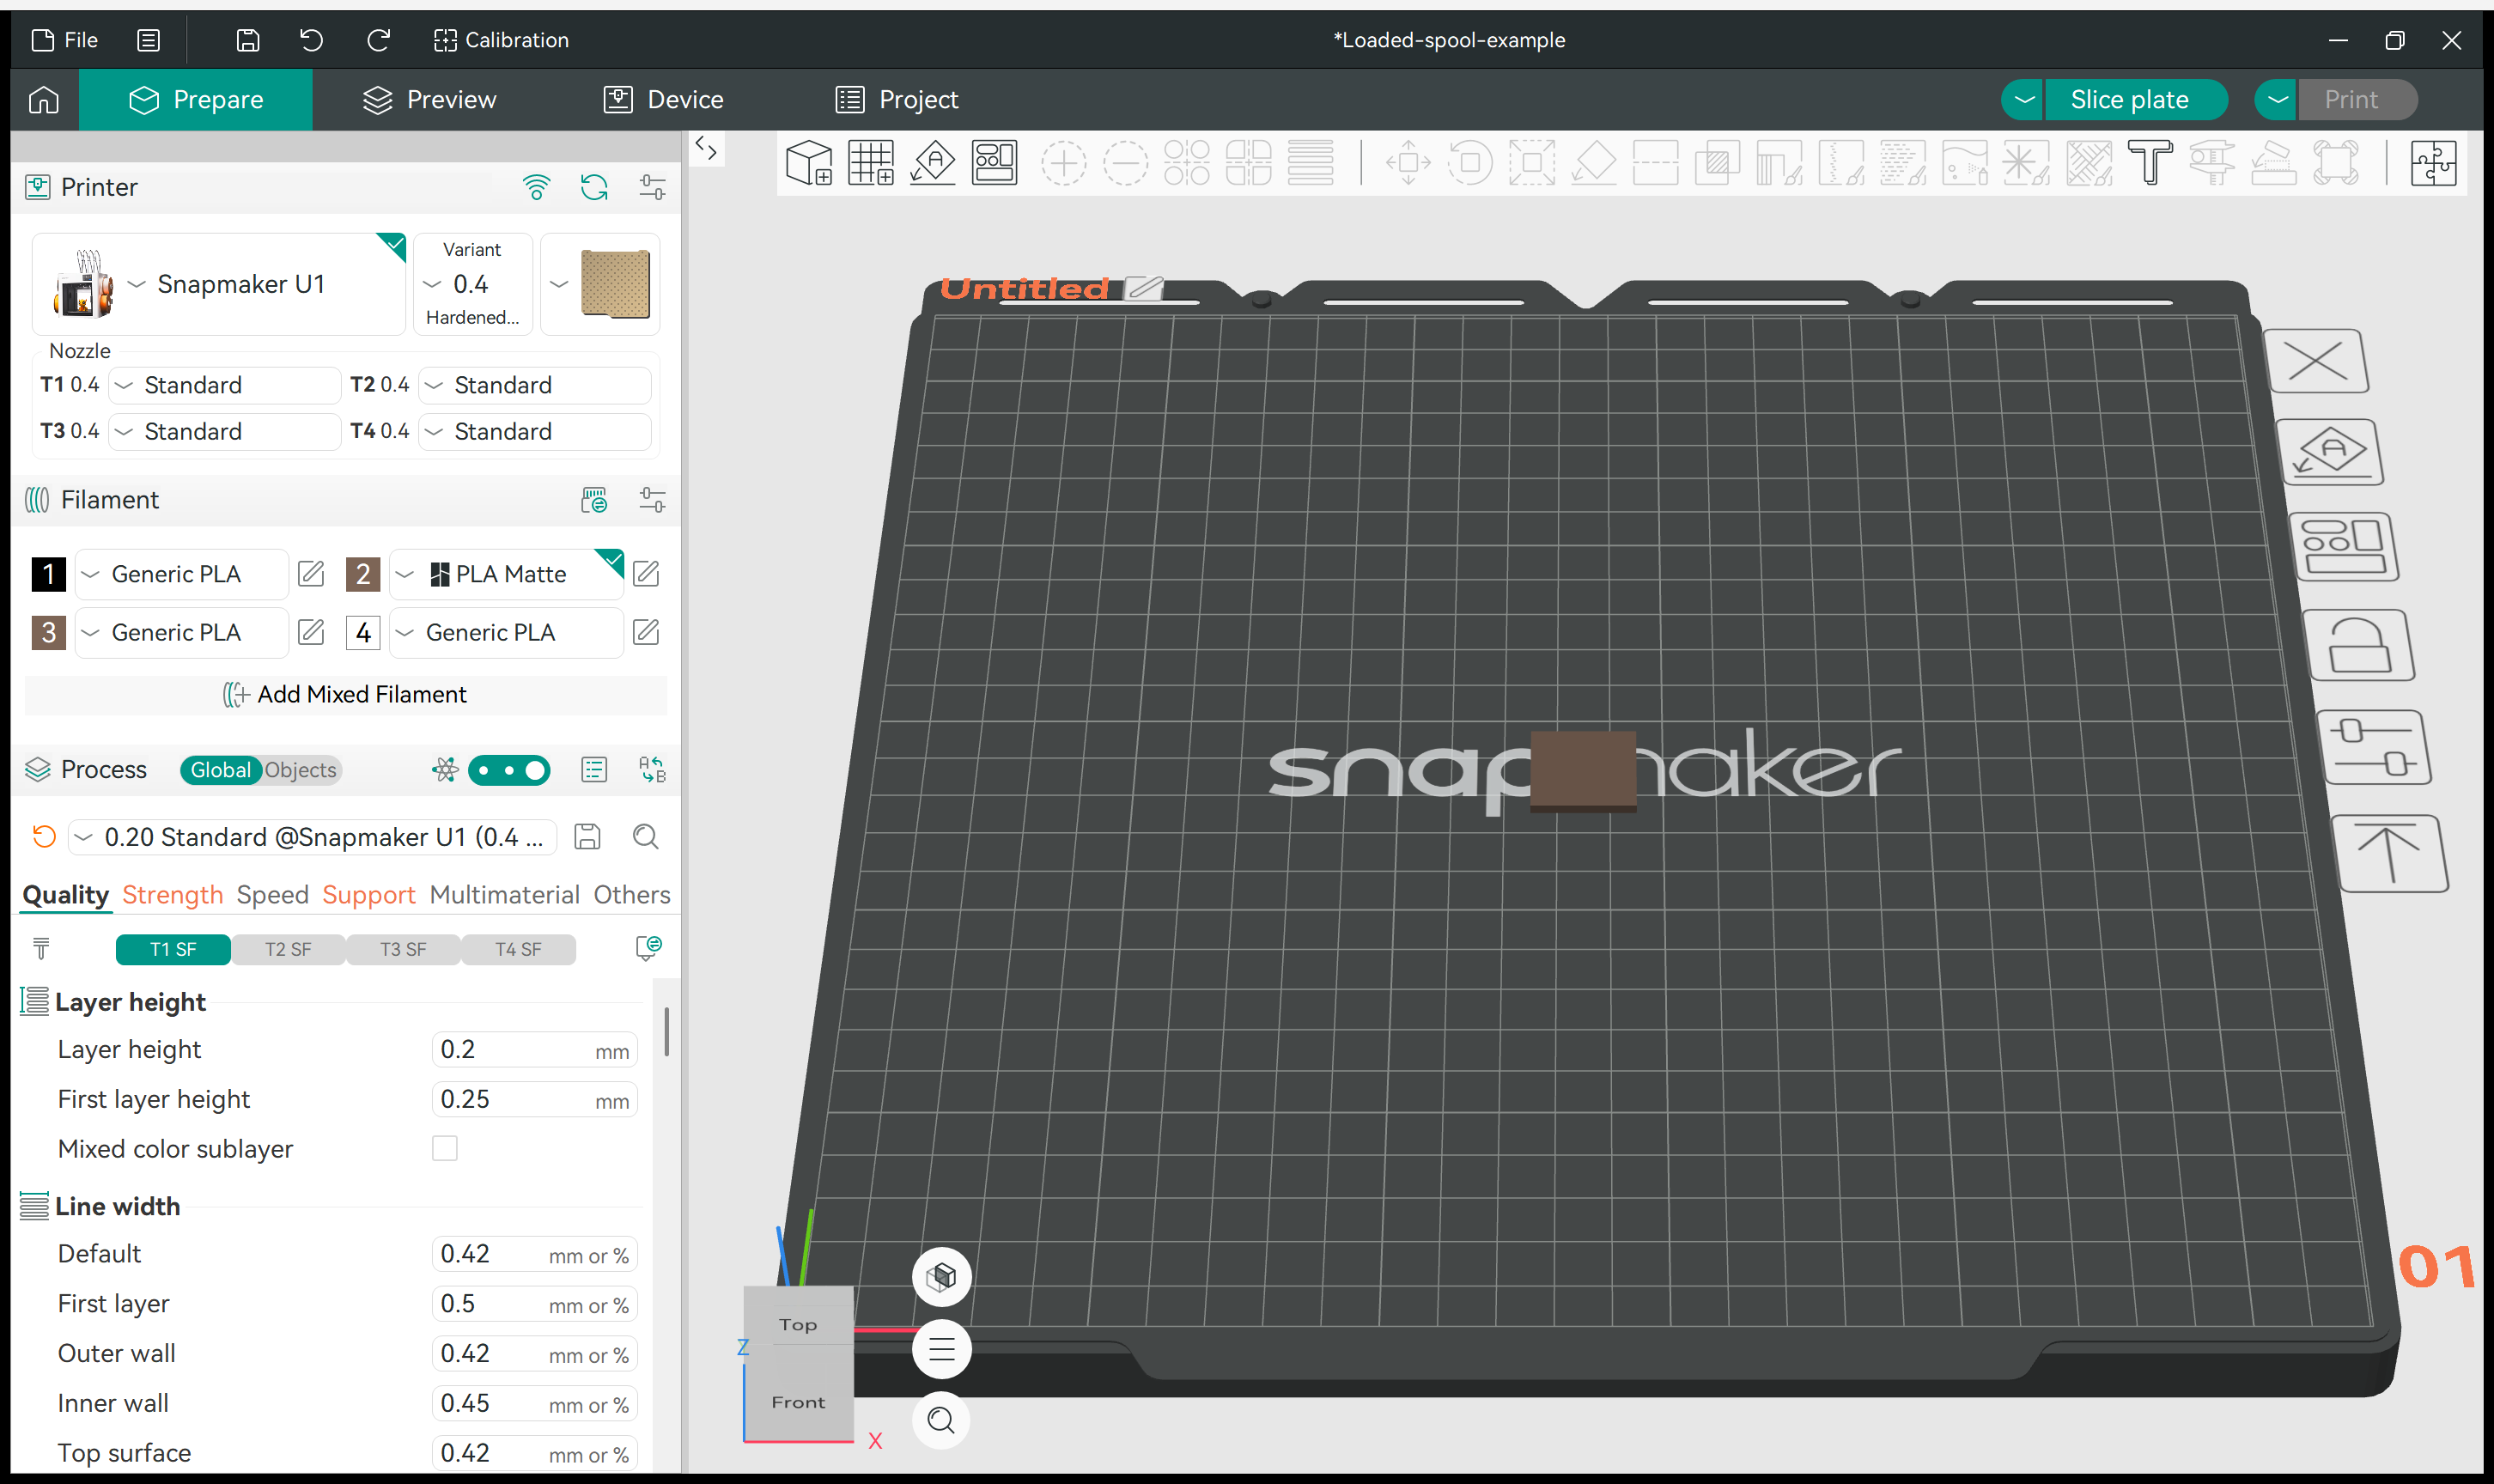 File
Calibration
*Loaded-spool-example
Prepare
Preview
Device
Project
Slice plate
Print
Printer
Snapmaker U1
Variant
0.4
Hardened...
Nozzle
T1 0.4 Standard T2 0.4 Standard
T3 0.4 Standard T4 0.4 Standard
Filament
1 Generic PLA 2 PLA Matte
3 Generic PLA 4 Generic PLA
Add Mixed Filament
Process Global Objects
0.20 Standard @Snapmaker U1 (0.4 ...
Quality Strength Speed Support Multimaterial Others
T1 SF T2 SF T3 SF T4 SF
Layer height
Layer height 0.2 mm
First layer height 0.25 mm
Mixed color sublayer
Line width
Default 0.42 mm or %
First layer 0.5 mm or %
Outer wall 0.42 mm or %
Inner wall 0.45 mm or %
Top surface 0.42 mm or %
Untitled
01
Top
Front
Z
X